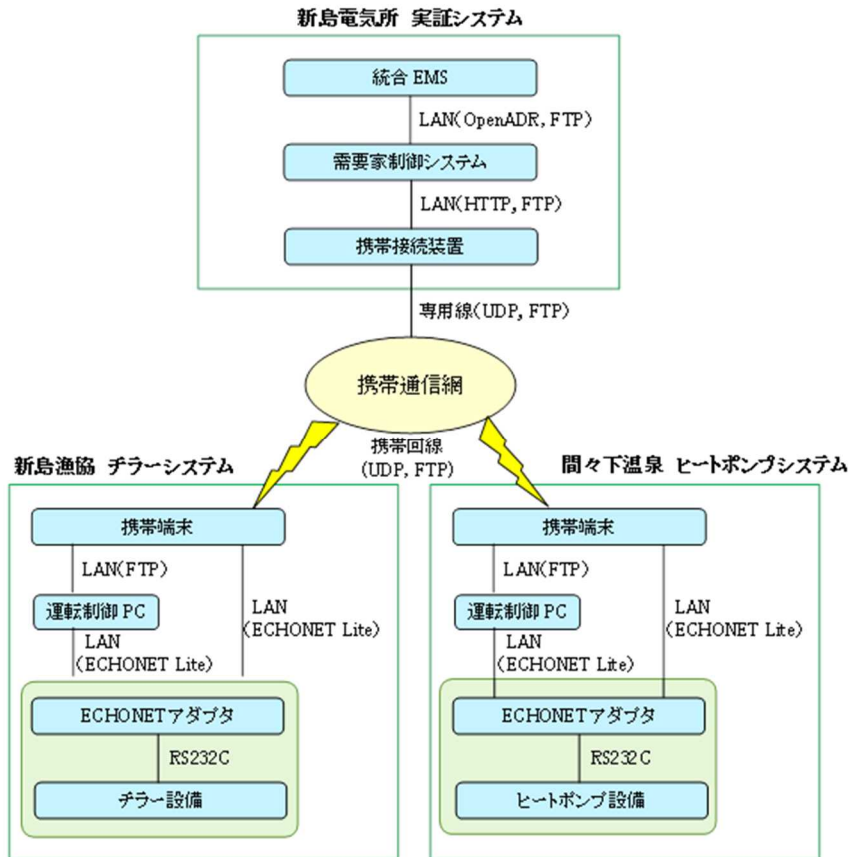 新島電気所 実証システム
統合 EMS
LAN(OpenADR, FTP)
需要家制御システム
LAN(HTTP, FTP)
携帯接続装置
専用線(UDP, FTP)
携帯通信網
携帯回線
(UDP, FTP)
新島漁協 チラーシステム
携帯端末
LAN(FTP)
運転制御 PC
LAN
(ECHONET Lite)
LAN
(ECHONET Lite)
ECHONETアダプタ
RS232C
チラー設備
間々下温泉 ヒートポンプシステム
携帯端末
LAN(FTP)
運転制御 PC
LAN
(ECHONET Lite)
LAN
(ECHONET Lite)
ECHONETアダプタ
RS232C
ヒートポンプ設備